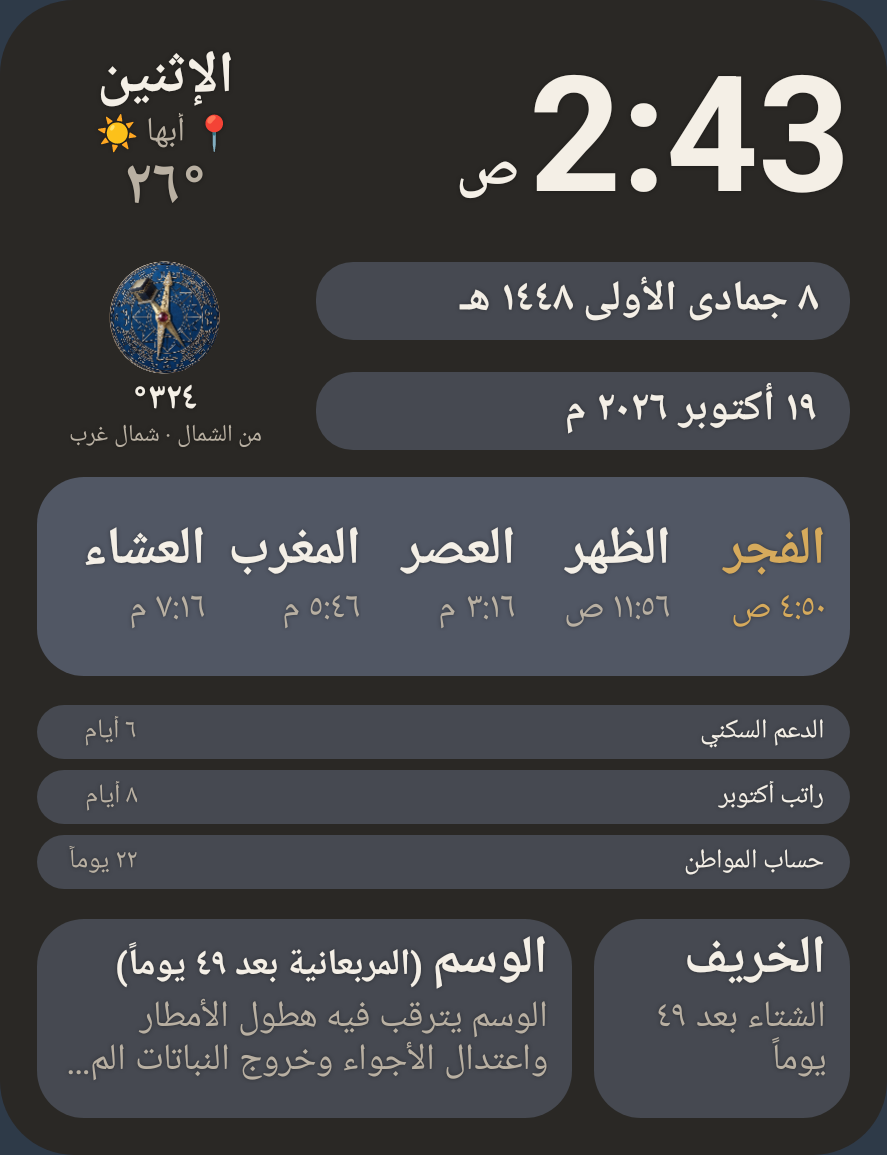 2:43 ص
الإثنين
📍 أبها ☀️
٢٦°
٨ جمادى الأولى ١٤٤٨ هـ
١٩ أكتوبر ٢٠٢٦ م
٣٢٤°
من الشمال · شمال غرب
الفجر الظهر العصر المغرب العشاء
٤:٥٠ ص ١١:٥٦ ص ٣:١٦ م ٥:٤٦ م ٧:١٦ م
الدعم السكني ٦ أيام
راتب أكتوبر ٨ أيام
حساب المواطن ٢٢ يوماً
الخريف
الشتاء بعد ٤٩
يوماً
الوسم (المربعانية بعد ٤٩ يوماً)
الوسم يترقب فيه هطول الأمطار
واعتدال الأجواء وخروج النباتات الم...